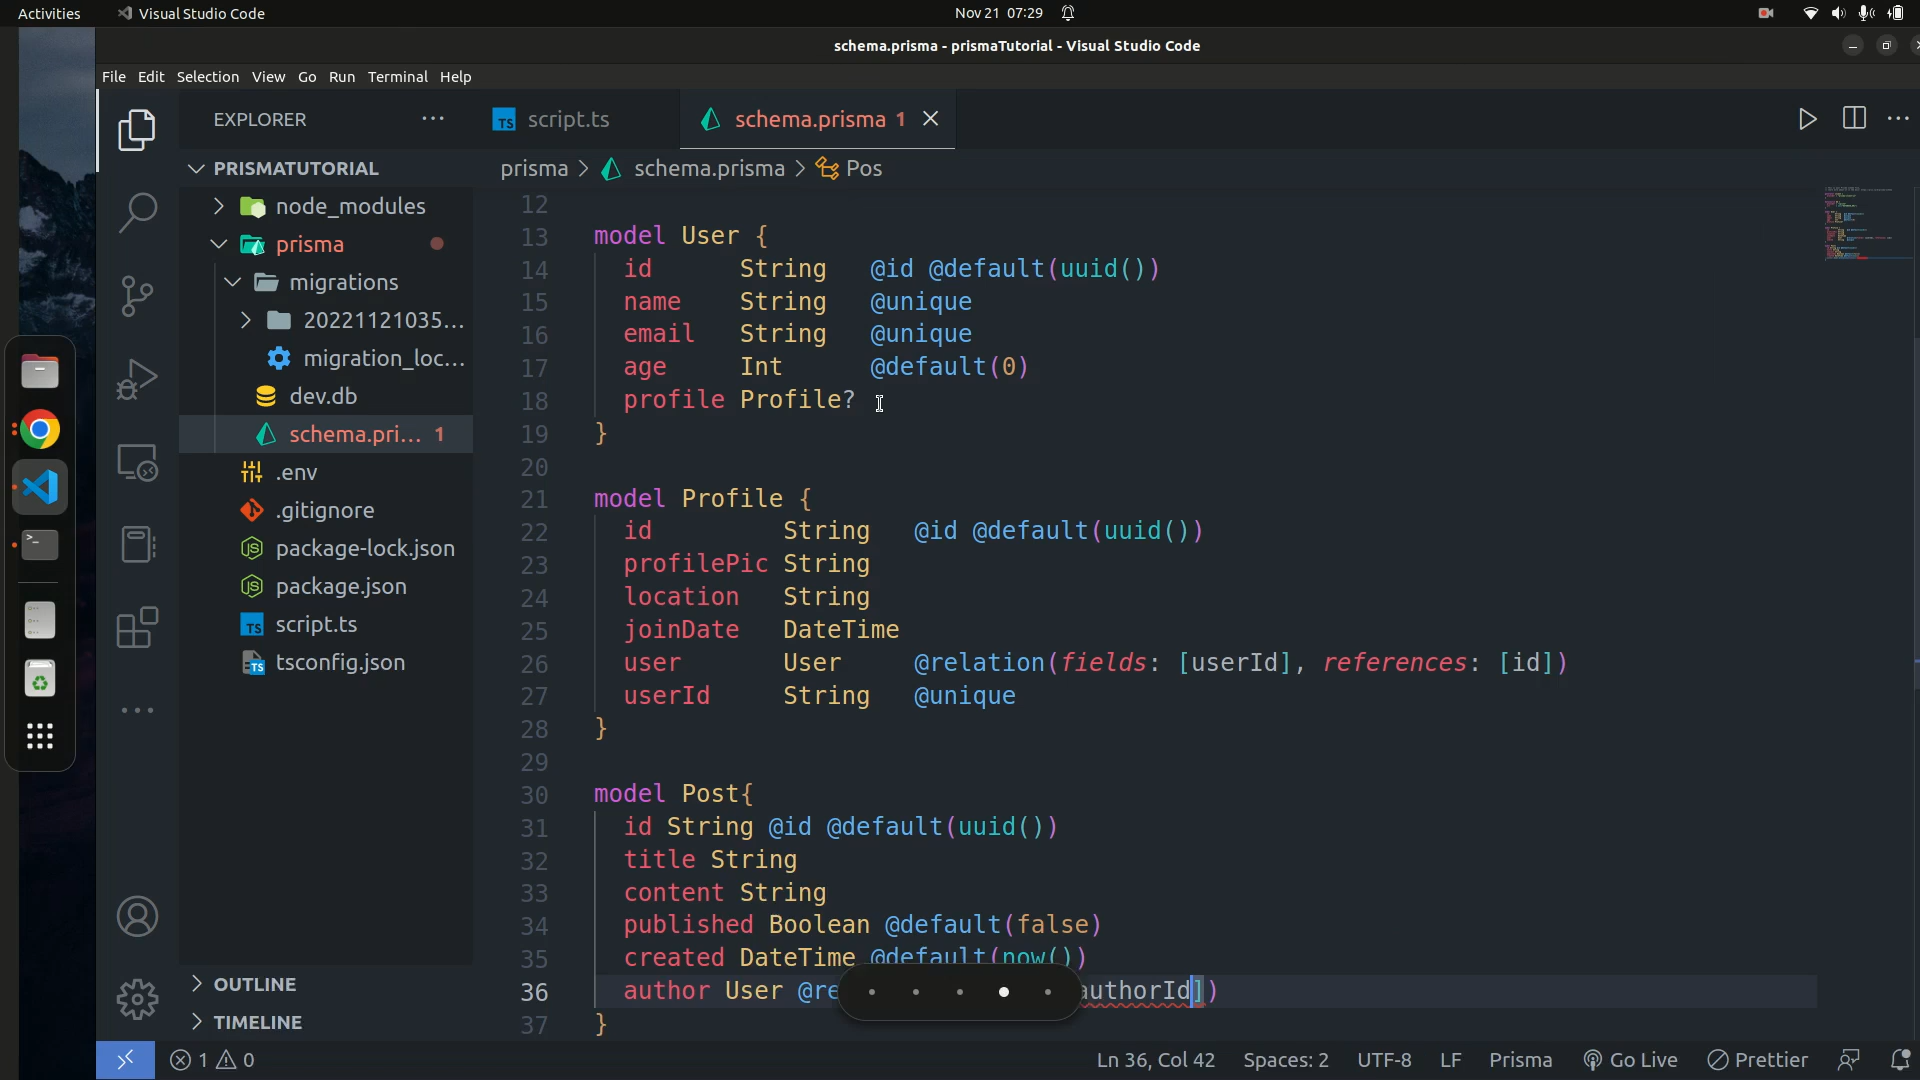 Activities
Visual Studio Code
Nov 21 07:29
schema.prisma - prismaTutorial - Visual Studio Code
File Edit Selection View Go Run Terminal Help
EXPLORER
PRISMATUTORIAL
node_modules
prisma
migrations
20221121035...
migration_loc...
dev.db
schema.pri... 1
.env
.gitignore
package-lock.json
package.json
TS script.ts
TS tsconfig.json
OUTLINE
TIMELINE
TS script.ts
schema.prisma 1
prisma > schema.prisma > Pos
12
13 model User {
14 id String @id @default(uuid())
15 name String @unique
16 email String @unique
17 age Int @default(0)
18 profile Profile?
19 }
20
21 model Profile {
22 id String @id @default(uuid())
23 profilePic String
24 location String
25 joinDate DateTime
26 user User @relation(fields: [userId], references: [id])
27 userId String @unique
28 }
29
30 model Post{
31 id String @id @default(uuid())
32 title String
33 content String
34 published Boolean @default(false)
35 created DateTime @default(now())
36 author User @re authorId])
37 }
1 0
Ln 36, Col 42 Spaces: 2 UTF-8 LF Prisma Go Live Prettier